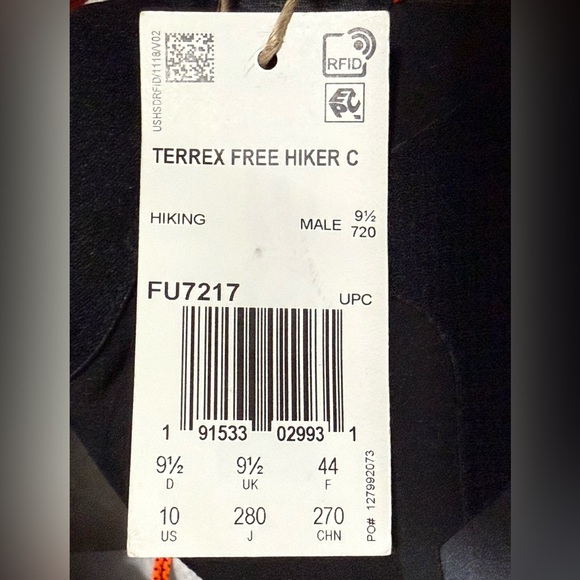 USHSDRFID/1118/V02
RFID
EPC
TERREX FREE HIKER C
HIKING
MALE 9½
720
FU7217
UPC
1 91533 02993 1
9½ 9½ 44
D UK F
10 280 270
US J CHN
PO# 127992073